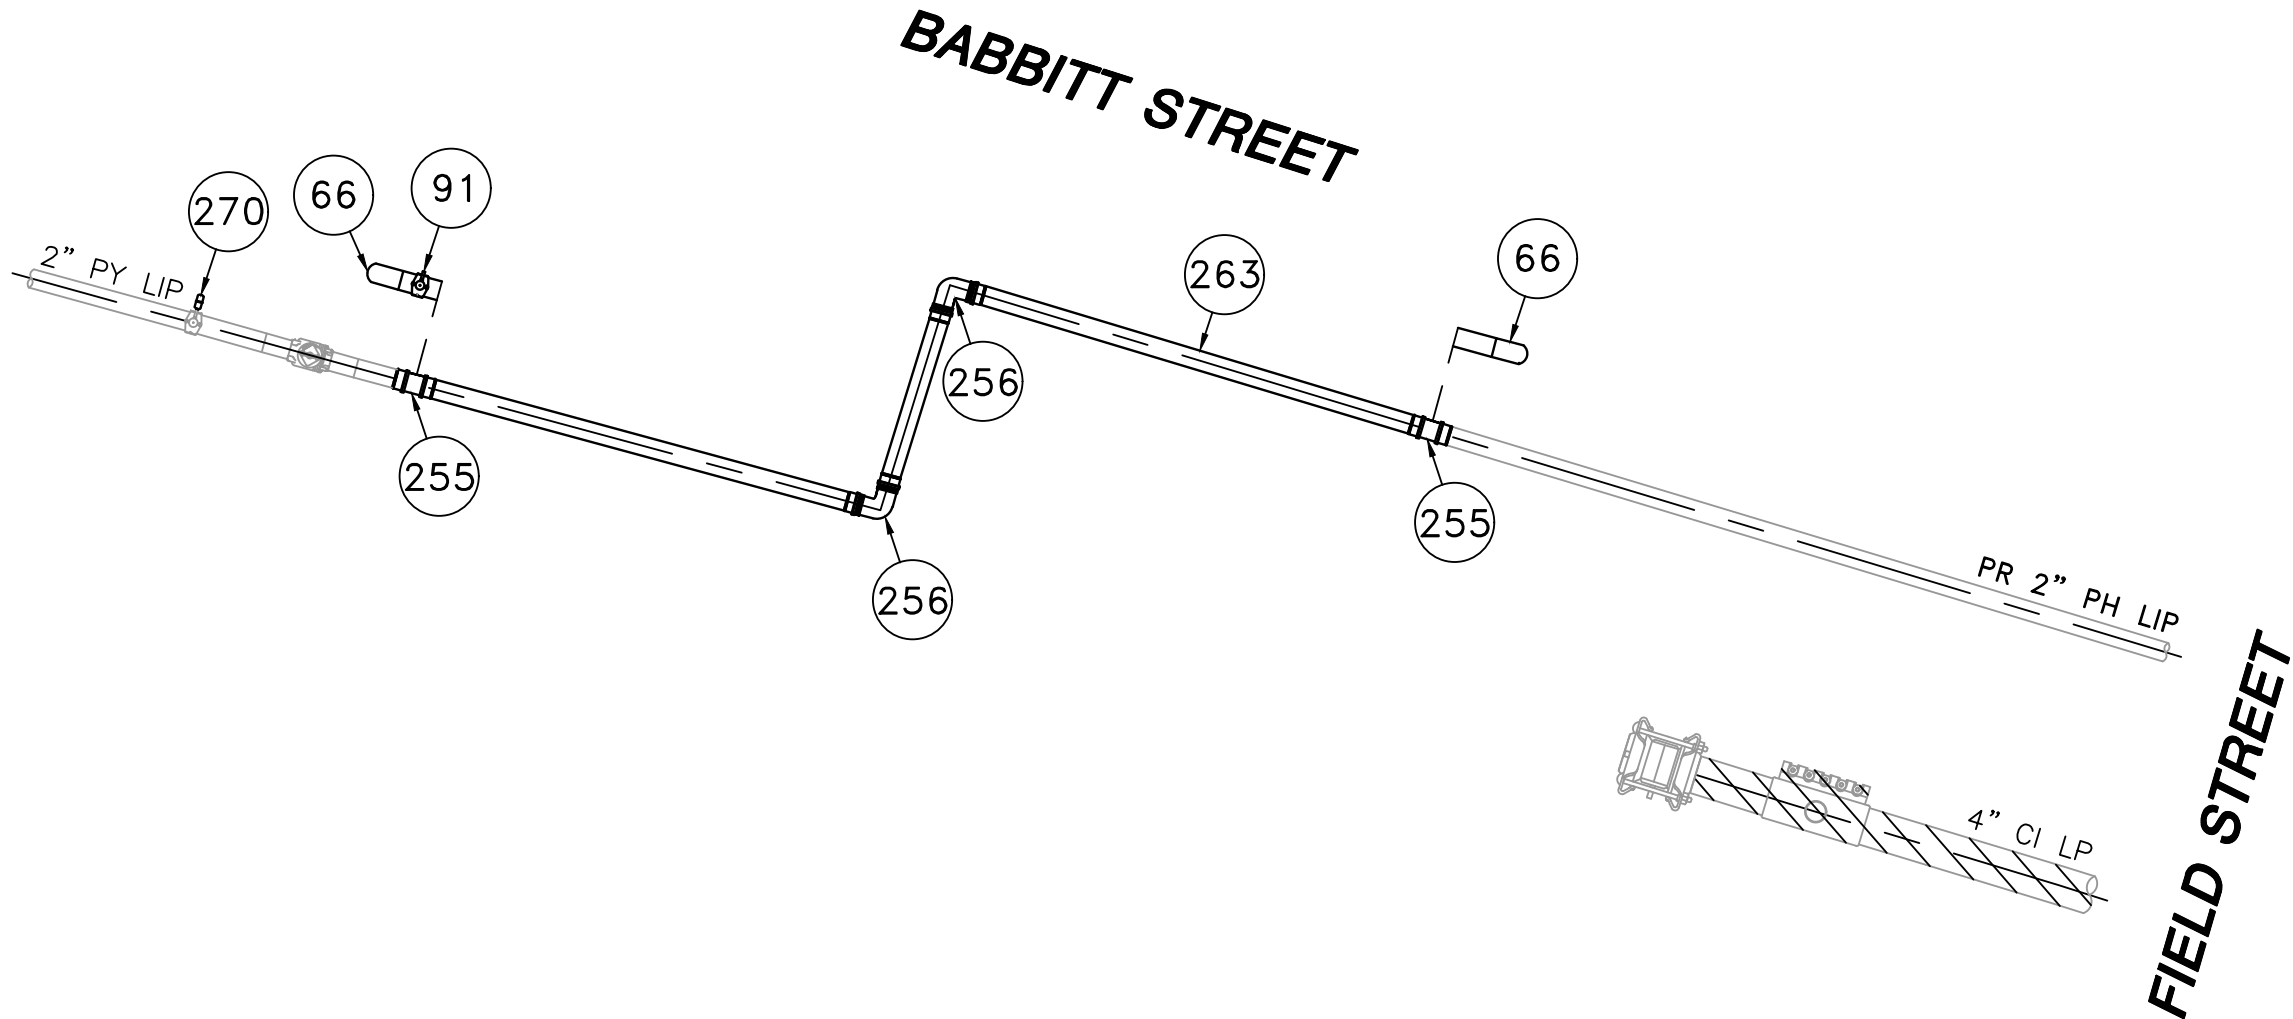 BABBITT STREET
270
66
91
2” PY LIP
263
66
256
255
255
256
PR 2” PH LIP
4” CI LP
FIELD STREET